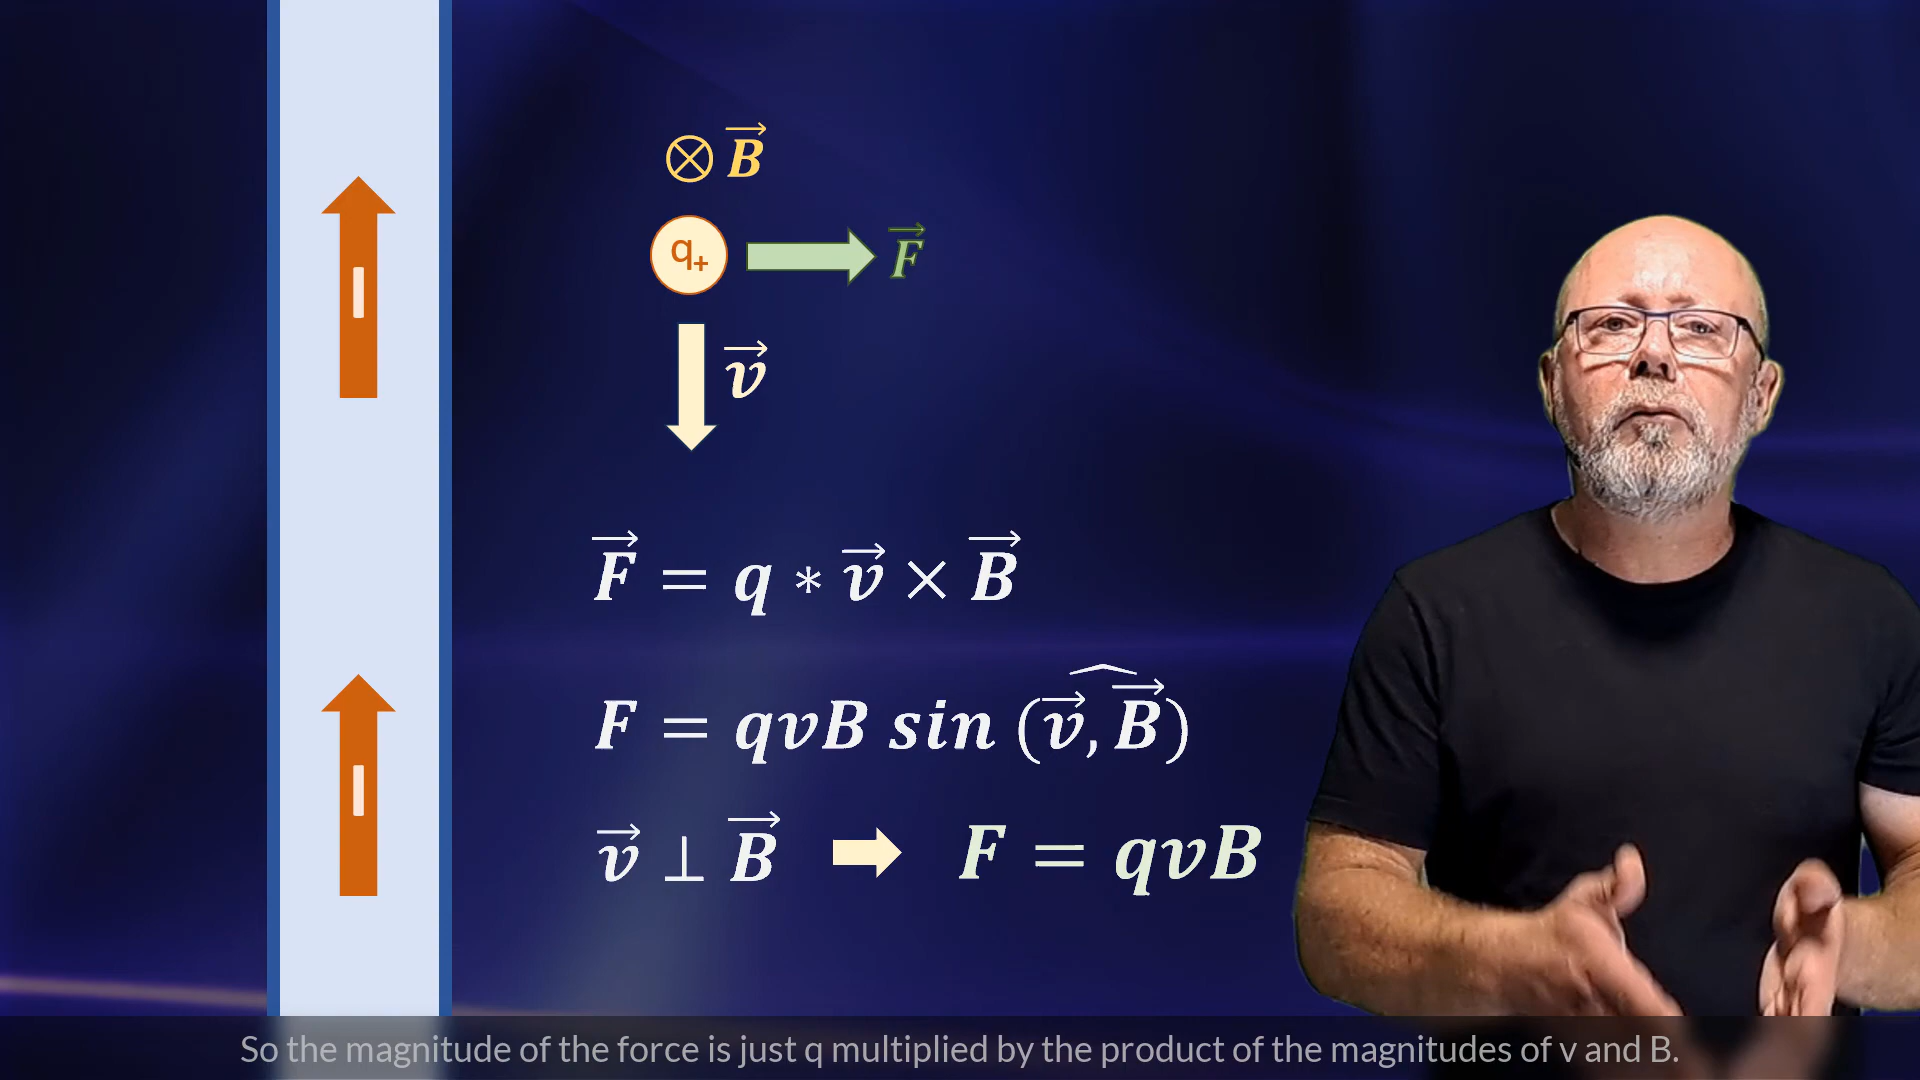 ⊗ B⃗
q₊
F⃗
I
v⃗
F⃗ = q * v⃗ × B⃗
F = qvB sin (v⃗, B⃗)
I
v⃗ ⊥ B⃗ ➡ F = qvB
So the magnitude of the force is just q multiplied by the product of the magnitudes of v and B.